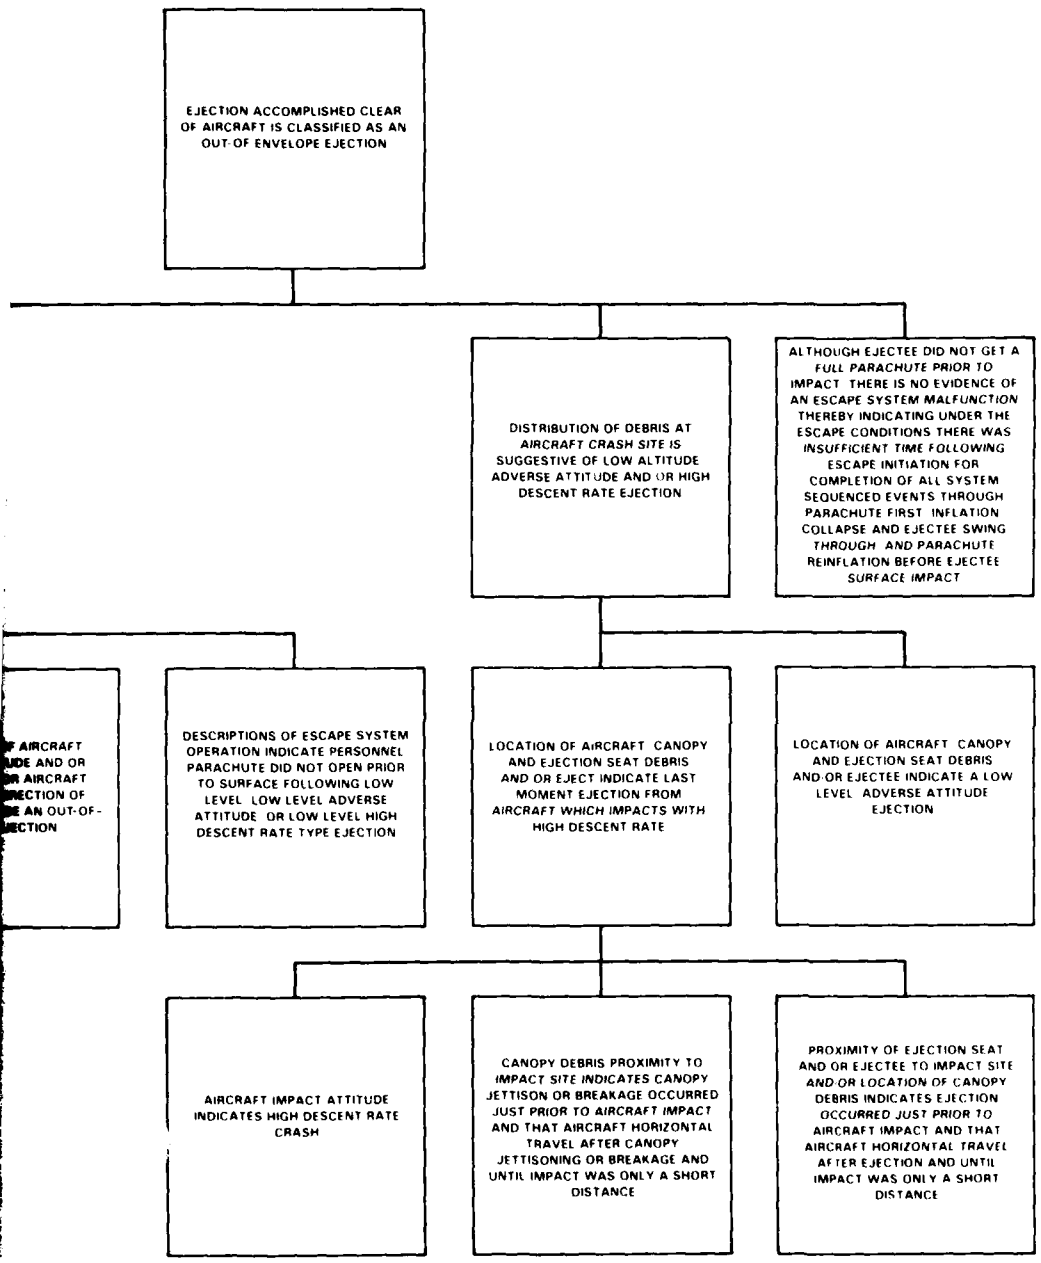 EJECTION ACCOMPLISHED CLEAR
OF AIRCRAFT IS CLASSIFIED AS AN
OUT-OF ENVELOPE EJECTION
DISTRIBUTION OF DEBRIS AT
AIRCRAFT CRASH SITE IS
SUGGESTIVE OF LOW ALTITUDE
ADVERSE ATTITUDE AND OR HIGH
DESCENT RATE EJECTION
ALTHOUGH EJECTEE DID NOT GET A
FULL PARACHUTE PRIOR TO
IMPACT THERE IS NO EVIDENCE OF
AN ESCAPE SYSTEM MALFUNCTION
THEREBY INDICATING UNDER THE
ESCAPE CONDITIONS THERE WAS
INSUFFICIENT TIME FOLLOWING
ESCAPE INITIATION FOR
COMPLETION OF ALL SYSTEM
SEQUENCED EVENTS THROUGH
PARACHUTE FIRST INFLATION
COLLAPSE AND EJECTEE SWING
THROUGH AND PARACHUTE
REINFLATION BEFORE EJECTEE
SURFACE IMPACT
AIRCRAFT
AND OR
AIRCRAFT
OF
AN OUT-OF-
DESCRIPTIONS OF ESCAPE SYSTEM
OPERATION INDICATE PERSONNEL
PARACHUTE DID NOT OPEN PRIOR
TO SURFACE FOLLOWING LOW
LEVEL LOW LEVEL ADVERSE
ATTITUDE OR LOW LEVEL HIGH
DESCENT RATE TYPE EJECTION
LOCATION OF AIRCRAFT CANOPY
AND EJECTION SEAT DEBRIS
AND OR EJECT INDICATE LAST
MOMENT EJECTION FROM
AIRCRAFT WHICH IMPACTS WITH
HIGH DESCENT RATE
LOCATION OF AIRCRAFT CANOPY
AND EJECTION SEAT DEBRIS
AND·OR EJECTEE INDICATE A LOW
LEVEL ADVERSE ATTITUDE
EJECTION
AIRCRAFT IMPACT ATTITUDE
INDICATES HIGH DESCENT RATE
CRASH
CANOPY DEBRIS PROXIMITY TO
IMPACT SITE INDICATES CANOPY
JETTISON OR BREAKAGE OCCURRED
JUST PRIOR TO AIRCRAFT IMPACT
AND THAT AIRCRAFT HORIZONTAL
TRAVEL AFTER CANOPY
JETTISONING OR BREAKAGE AND
UNTIL IMPACT WAS ONLY A SHORT
DISTANCE
PROXIMITY OF EJECTION SEAT
AND OR EJECTEE TO IMPACT SITE
AND·OR LOCATION OF CANOPY
DEBRIS INDICATES EJECTION
OCCURRED JUST PRIOR TO
AIRCRAFT IMPACT AND THAT
AIRCRAFT HORIZONTAL TRAVEL
AFTER EJECTION AND UNTIL
IMPACT WAS ONLY A SHORT
DISTANCE